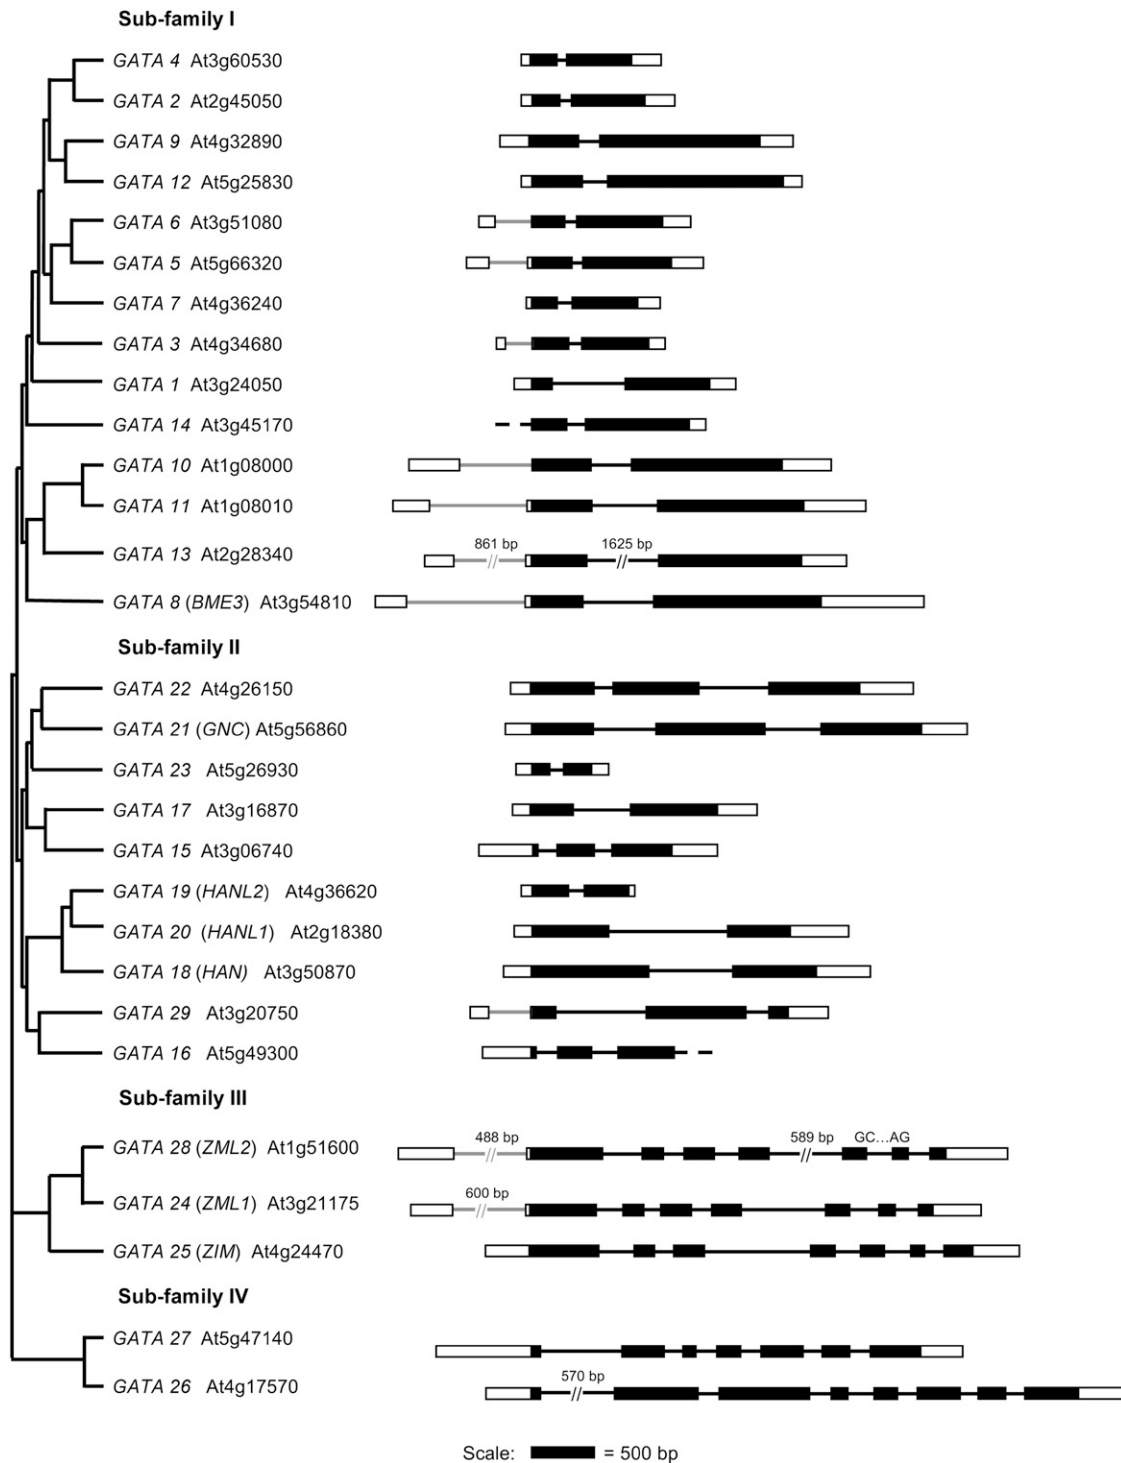 Sub-family I
GATA 4 At3g60530
GATA 2 At2g45050
GATA 9 At4g32890
GATA 12 At5g25830
GATA 6 At3g51080
GATA 5 At5g66320
GATA 7 At4g36240
GATA 3 At4g34680
GATA 1 At3g24050
GATA 14 At3g45170
GATA 10 At1g08000
GATA 11 At1g08010
GATA 13 At2g28340 861 bp 1625 bp
GATA 8 (BME3) At3g54810
Sub-family II
GATA 22 At4g26150
GATA 21 (GNC) At5g56860
GATA 23 At5g26930
GATA 17 At3g16870
GATA 15 At3g06740
GATA 19 (HANL2) At4g36620
GATA 20 (HANL1) At2g18380
GATA 18 (HAN) At3g50870
GATA 29 At3g20750
GATA 16 At5g49300
Sub-family III
GATA 28 (ZML2) At1g51600 488 bp 589 bp GC...AG
GATA 24 (ZML1) At3g21175 600 bp
GATA 25 (ZIM) At4g24470
Sub-family IV
GATA 27 At5g47140
GATA 26 At4g17570 570 bp
Scale: = 500 bp